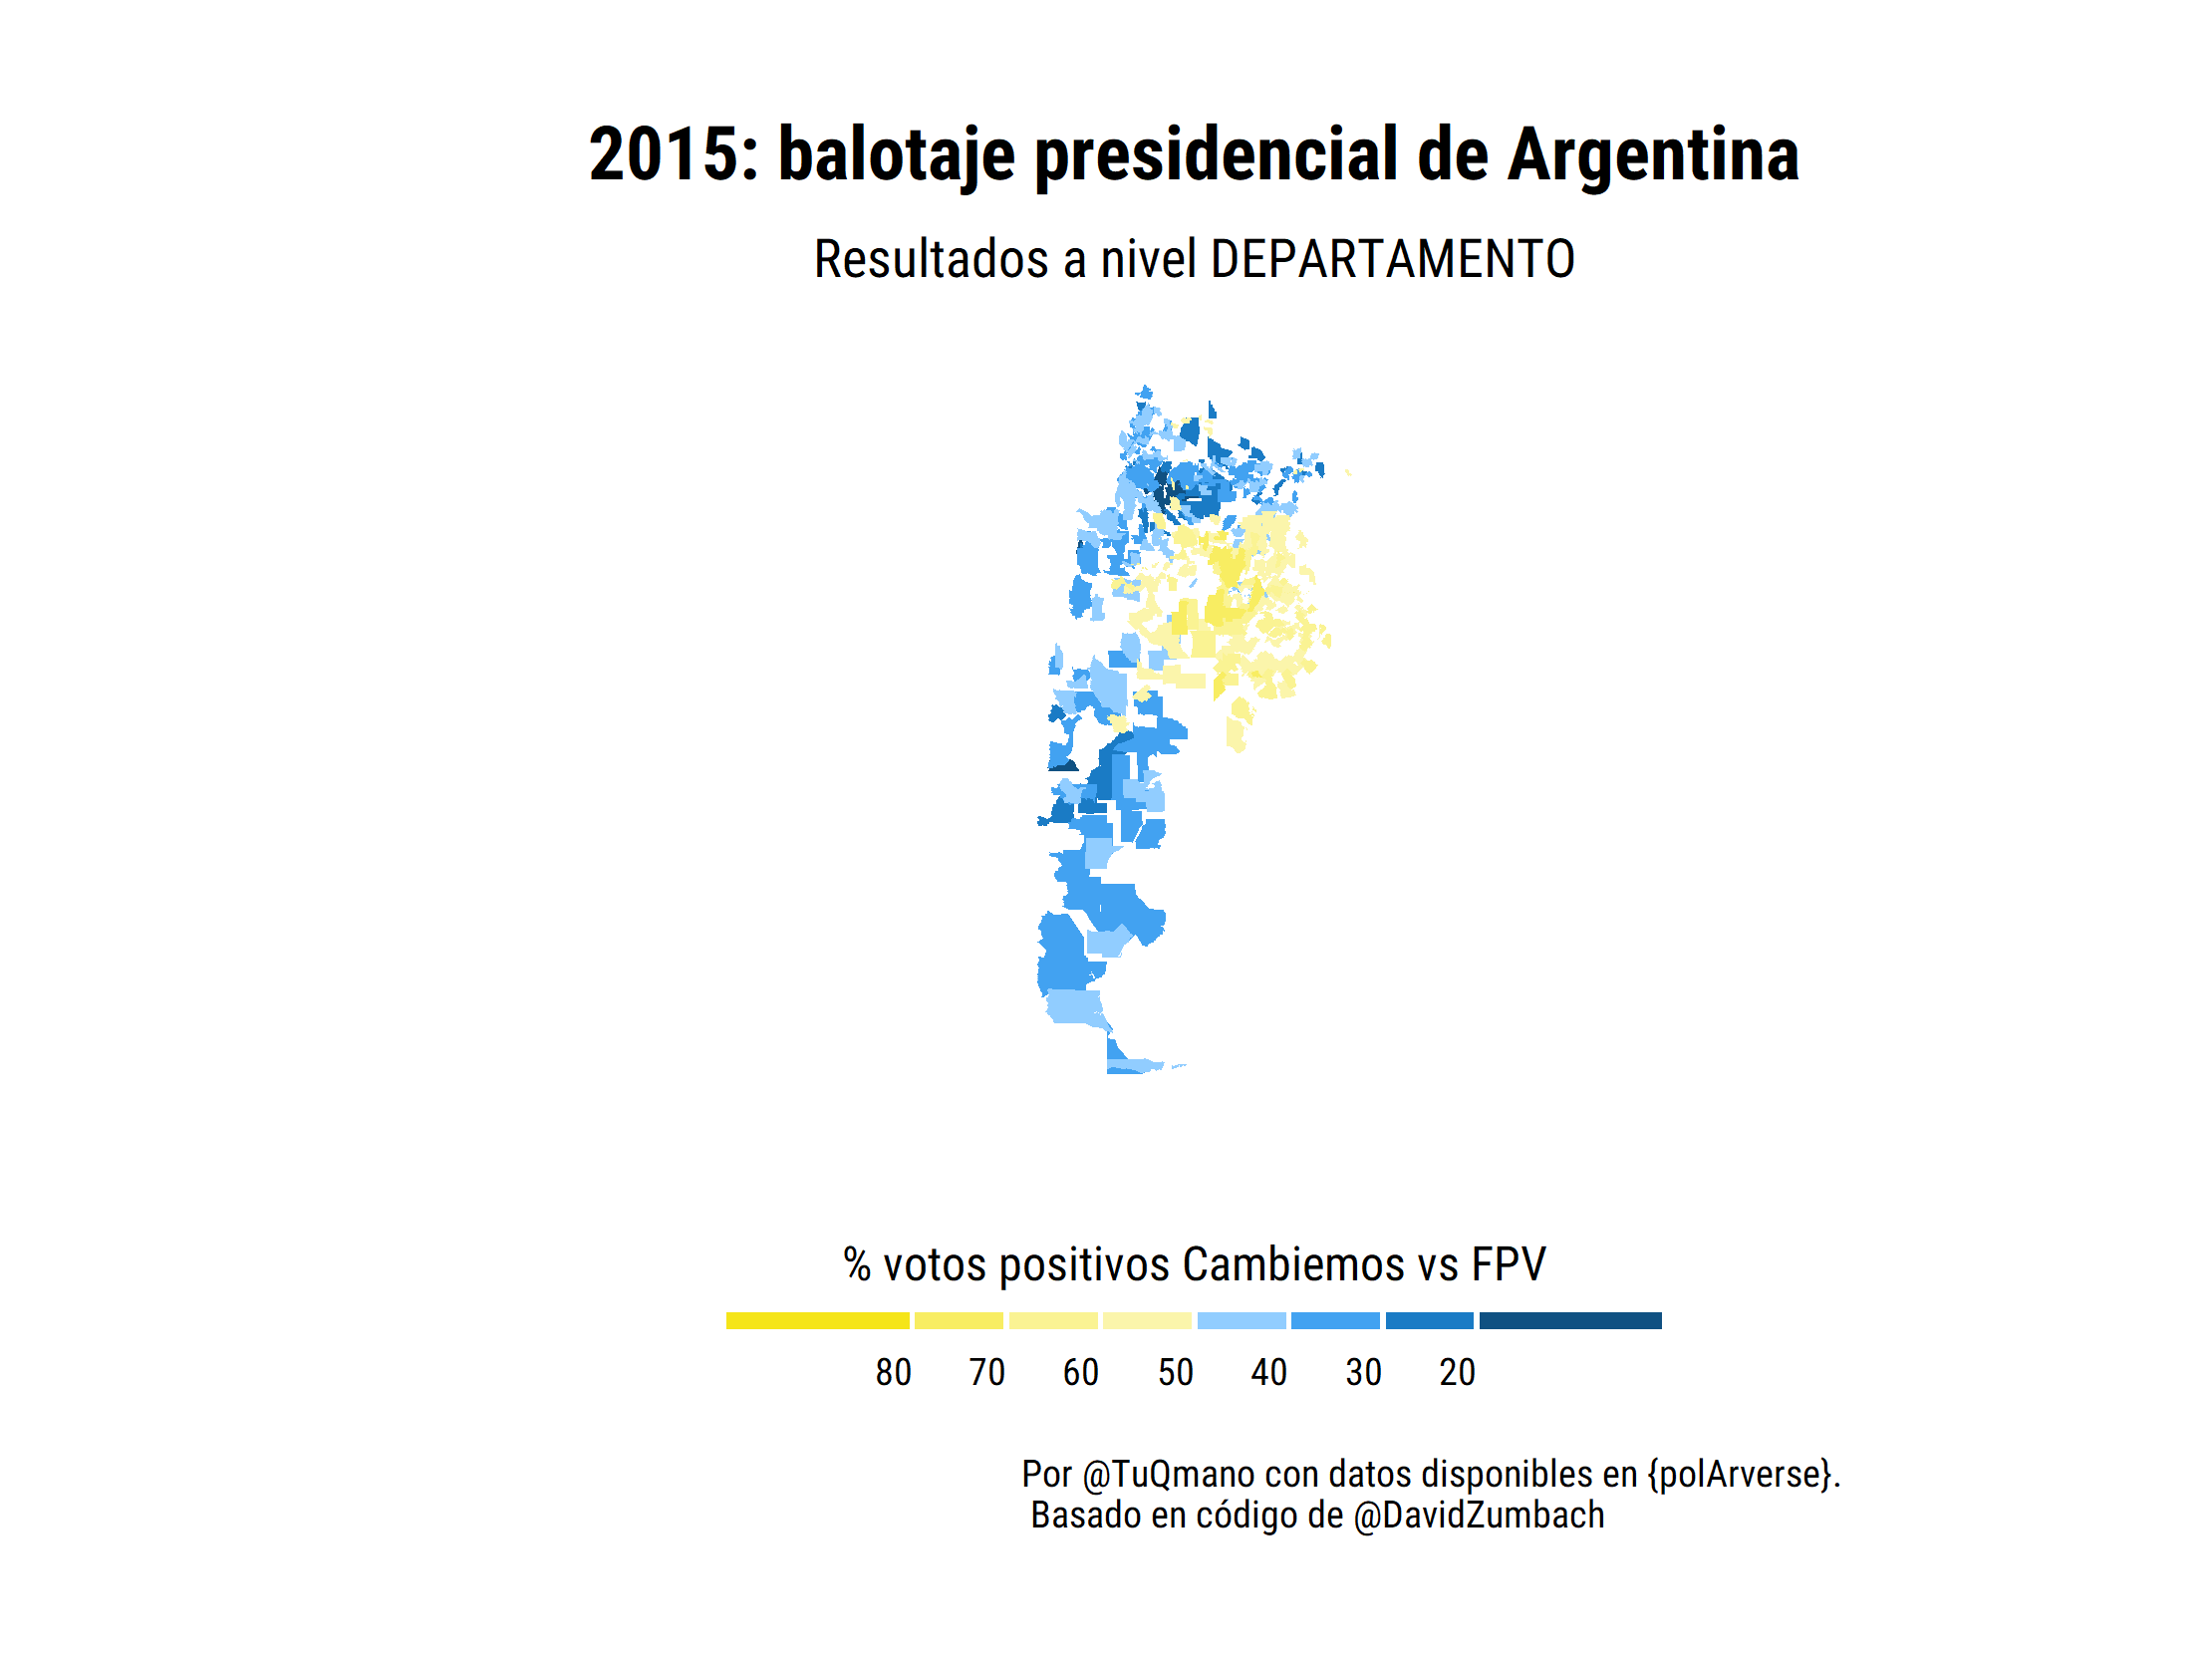 2015: balotaje presidencial de Argentina
Resultados a nivel DEPARTAMENTO
% votos positivos Cambiemos vs FPV
80 70 60 50 40 30 20
Por @TuQmano con datos disponibles en {polArverse}.
Basado en código de @DavidZumbach